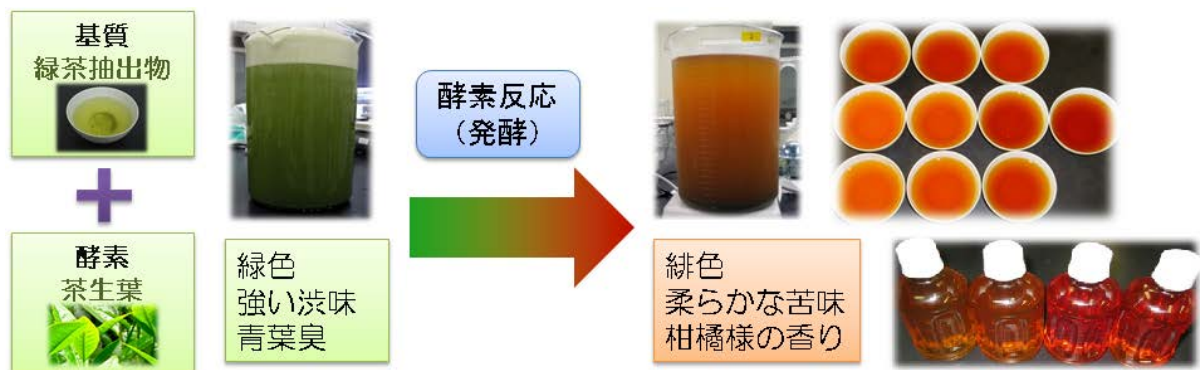 基質
緑茶抽出物
酵素
茶生葉
緑色
強い渋味
青葉臭
酵素反応
（発酵）
緋色
柔らかな苦味
柑橘様の香り